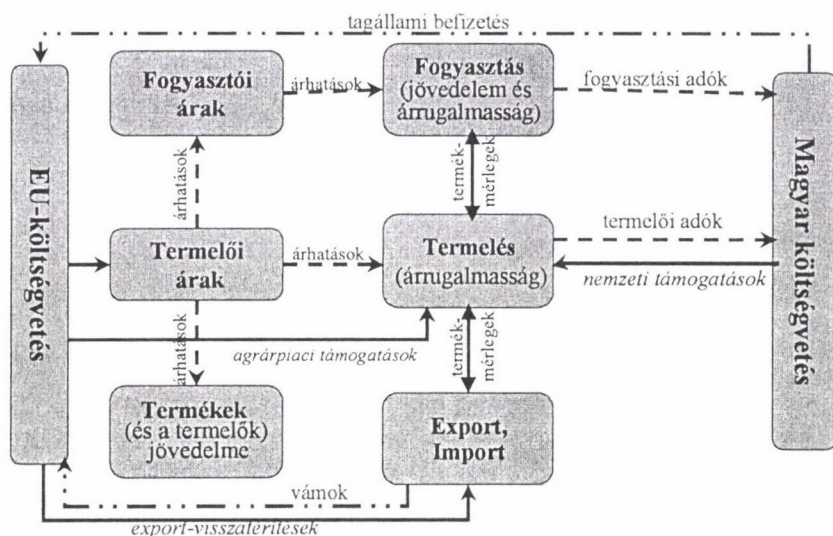 tagállami befizetés
EU-költségvetés
Fogyasztói
árak
árhatások
Fogyasztás
(jövedelem és
árrugalmasság)
fogyasztási adók
Magyar költségvetés
árhatások
termék-
mérlegek
Termelői
árak
árhatások
Termelés
(árrugalmasság)
termelői adók
nemzeti támogatások
árhatások
agrárpiaci támogatások
termék-
mérlegek
Termékek
(és a termelők)
jövedelme
Export,
Import
vámok
export-visszatérítések